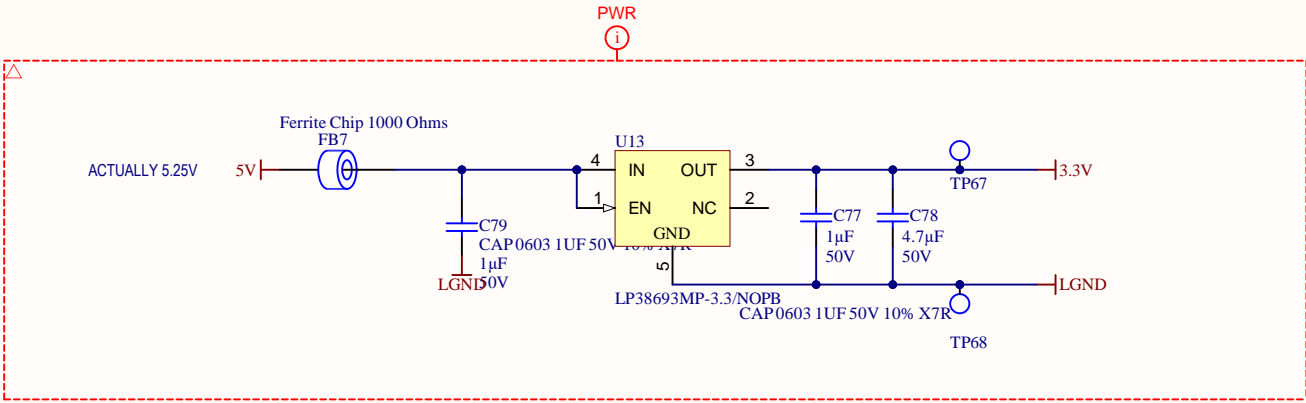 PWR
i
Ferrite Chip 1000 Ohms
FB7
ACTUALLY 5.25V
5V
U13
4
IN
OUT
3
1
EN
NC
2
GND
5
LP38693MP-3.3/NOPB
C79
CAP 0603 1UF 50V 10% X7R
1µF
50V
LGND
C77
1µF
50V
C78
4.7µF
50V
CAP 0603 1UF 50V 10% X7R
TP67
3.3V
LGND
TP68